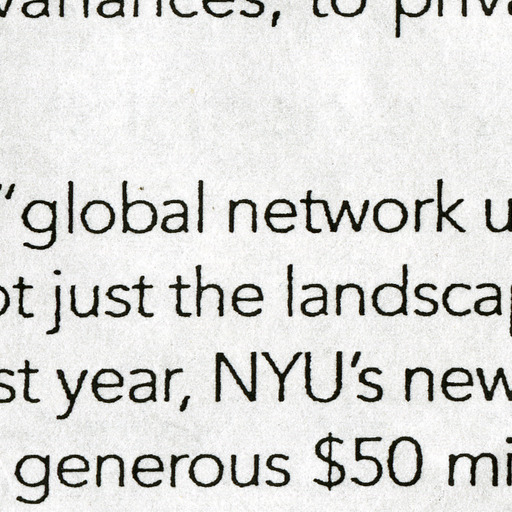 variances, to priva
"global network u
ot just the landscap
st year, NYU's new
generous $50 mi